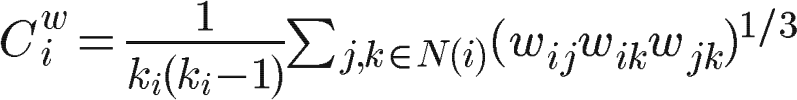 C_i^w = \frac{1}{k_i(k_i-1)} \sum_{j,k \in N(i)} (w_{ij} w_{ik} w_{jk})^{1/3}